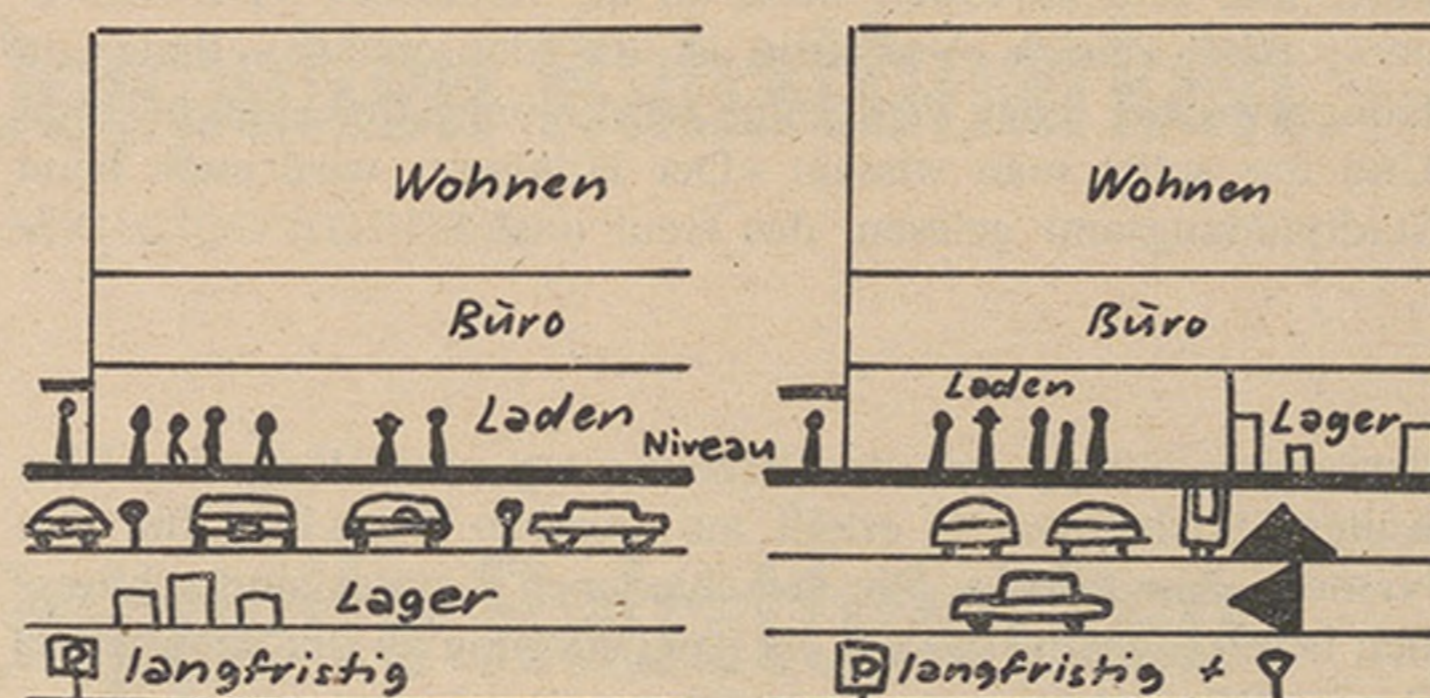 Wohnen
Büro
Laden
Niveau
Lager
P langfristig
Wohnen
Büro
Laden
Lager
P langfristig +